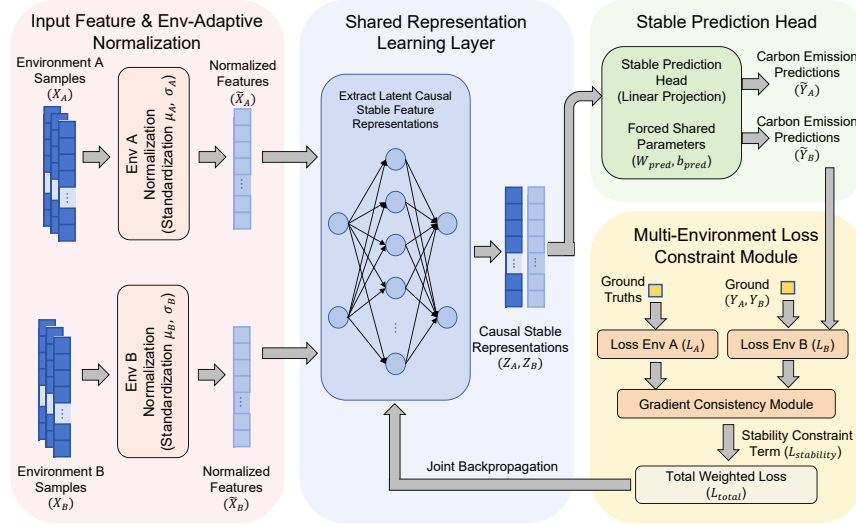 Input Feature & Env-Adaptive
Normalization
Environment A
Samples
(X_A)
Env A
Normalization
(Standardization μ_A, σ_A)
Normalized
Features
(X̃_A)
...
...
Env B
Normalization
(Standardization μ_B, σ_B)
...
...
Environment B
Samples
(X_B)
Normalized
Features
(X̃_B)
Shared Representation
Learning Layer
Extract Latent Causal
Stable Feature
Representations
...
...
Causal Stable
Representations
(Z_A, Z_B)
Joint Backpropagation
Stable Prediction Head
Stable Prediction
Head
(Linear Projection)
Forced Shared
Parameters
(W_pred, b_pred)
Carbon Emission
Predictions
(Ỹ_A)
Carbon Emission
Predictions
(Ỹ_B)
Multi-Environment Loss
Constraint Module
Ground
Truths
Ground
(Y_A, Y_B)
Loss Env A (L_A)
Loss Env B (L_B)
Gradient Consistency Module
Stability Constraint
Term (L_stability)
Total Weighted Loss
(L_total)